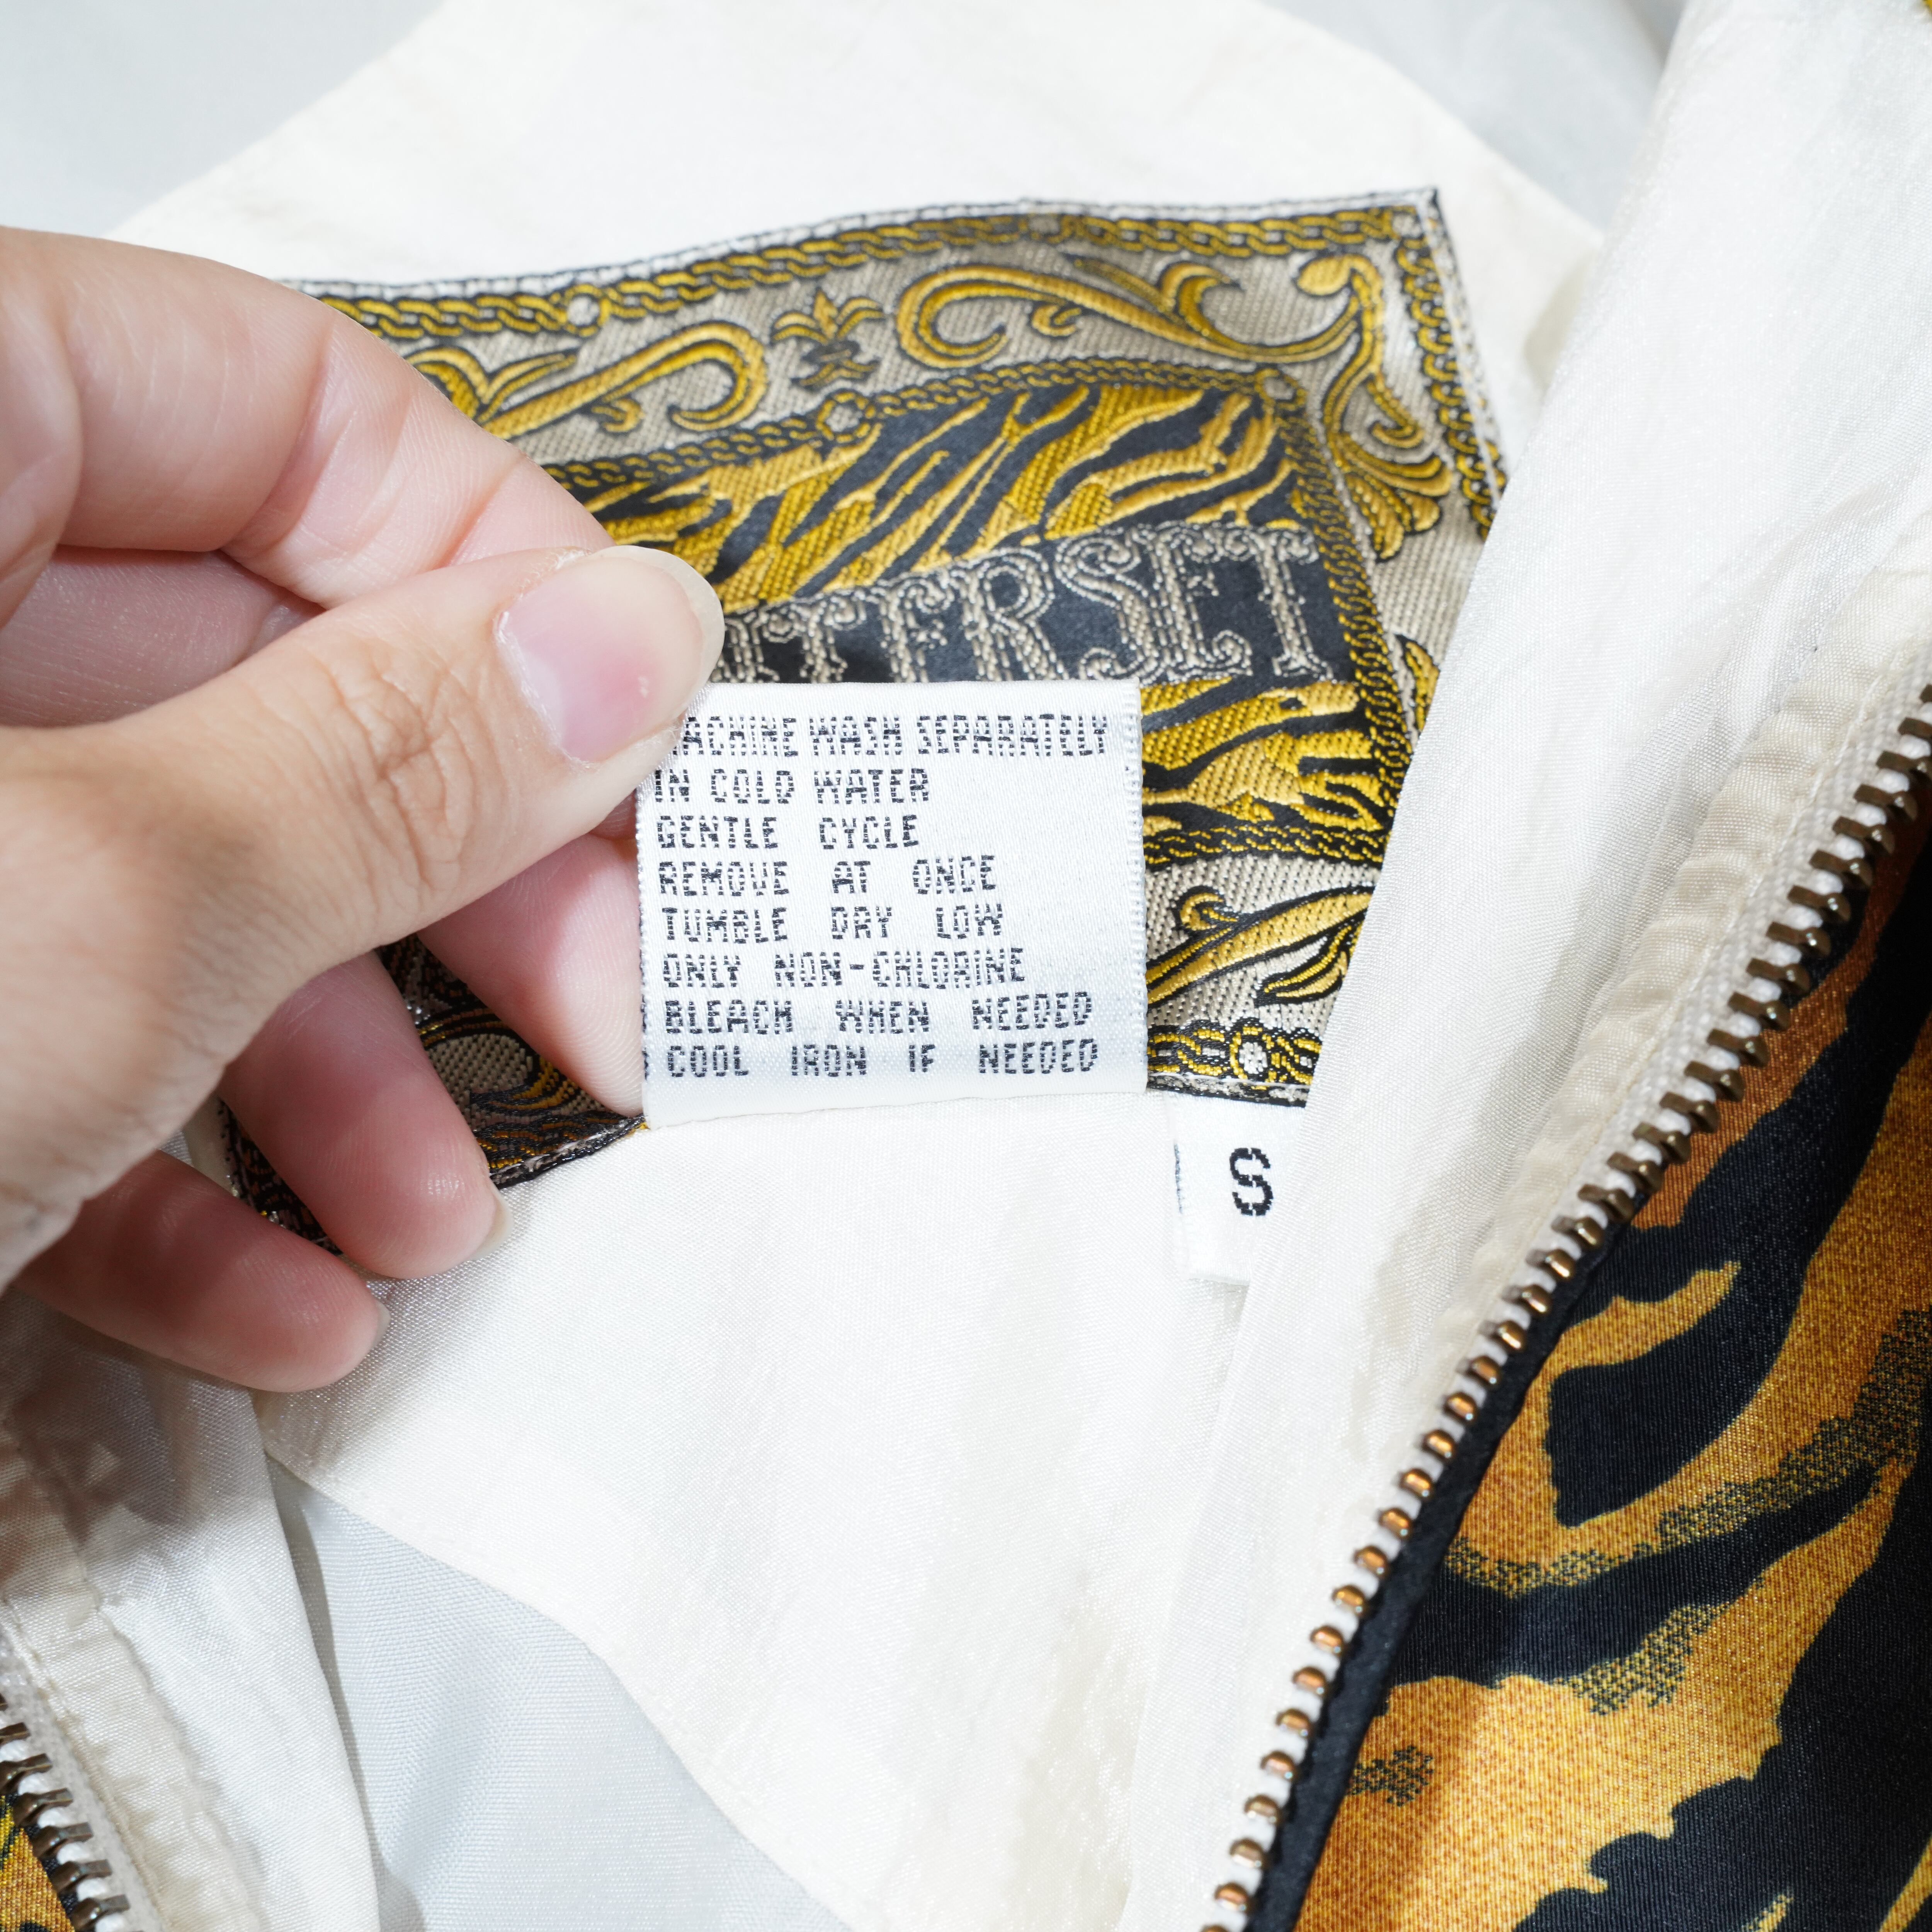 TTERSET
MACHINE WASH SEPARATELY
IN COLD WATER
GENTLE CYCLE
REMOVE AT ONCE
TUMBLE DRY LOW
ONLY NON-CHLORINE
BLEACH WHEN NEEDED
COOL IRON IF NEEDED
S